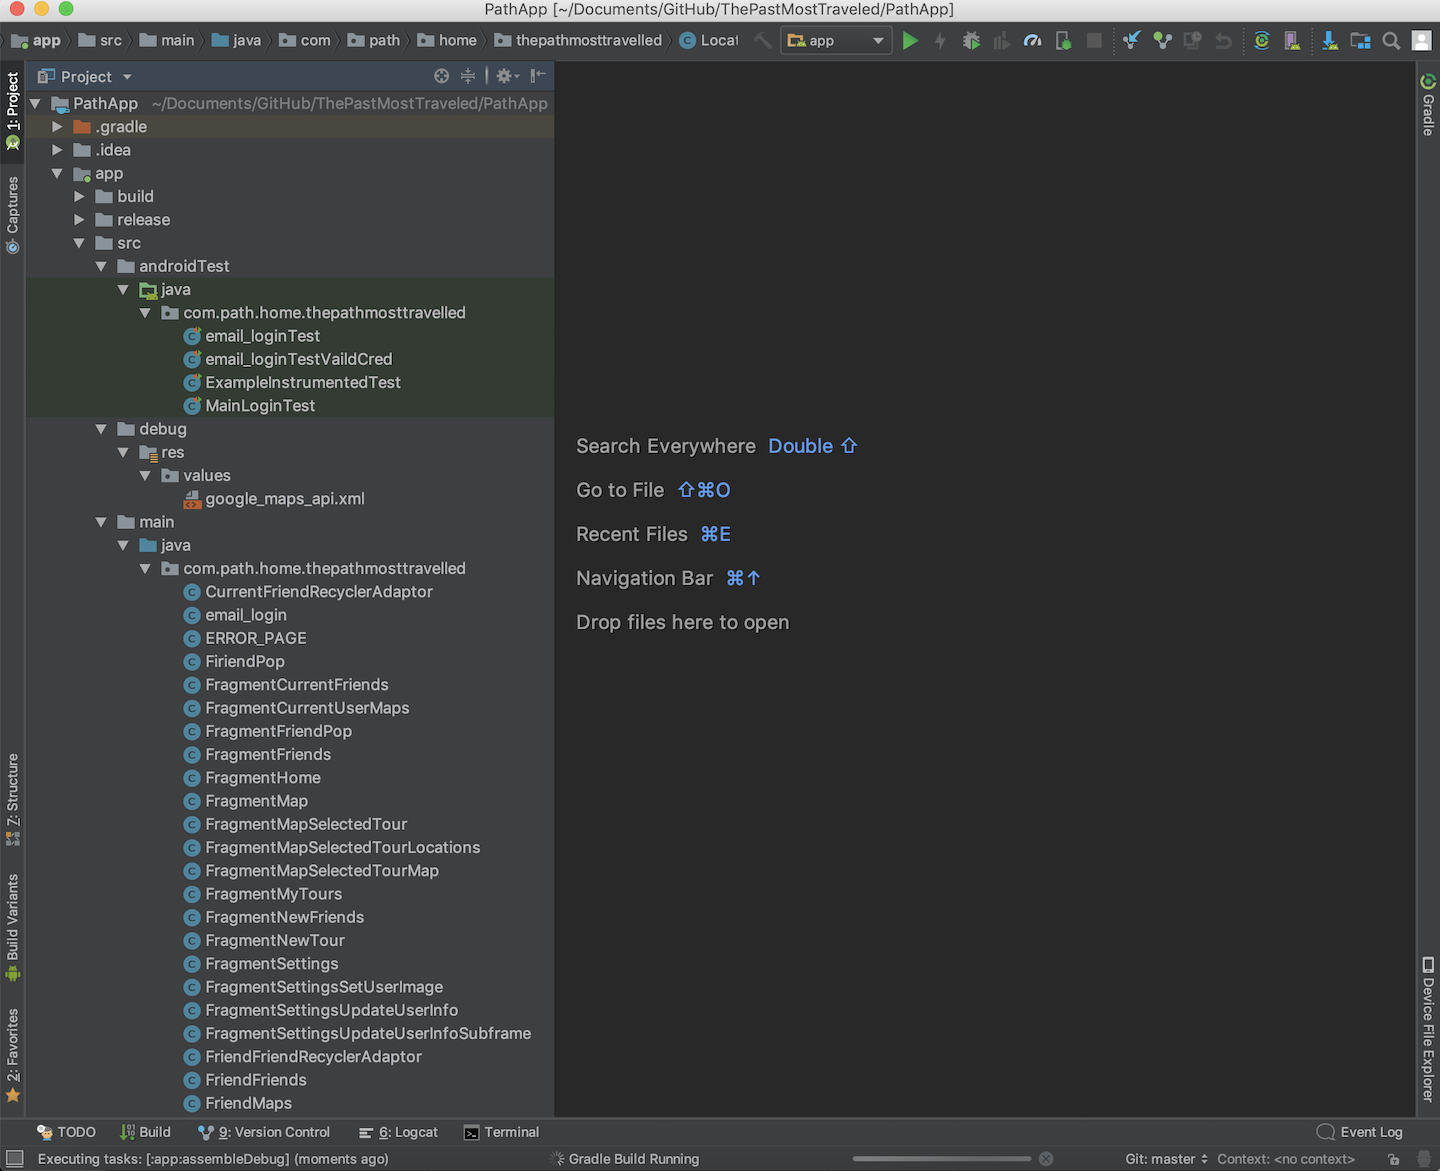 PathApp [~/Documents/GitHub/ThePastMostTraveled/PathApp]
app src main java com path home thepathmosttravelled Locat app
Project
PathApp ~/Documents/GitHub/ThePastMostTraveled/PathApp
.gradle
.idea
app
build
release
src
androidTest
java
com.path.home.thepathmosttravelled
email_loginTest
email_loginTestVaildCred
ExampleInstrumentedTest
MainLoginTest
debug
res
values
google_maps_api.xml
main
java
com.path.home.thepathmosttravelled
CurrentFriendRecyclerAdaptor
email_login
ERROR_PAGE
FiriendPop
FragmentCurrentFriends
FragmentCurrentUserMaps
FragmentFriendPop
FragmentFriends
FragmentHome
FragmentMap
FragmentMapSelectedTour
FragmentMapSelectedTourLocations
FragmentMapSelectedTourMap
FragmentMyTours
FragmentNewFriends
FragmentNewTour
FragmentSettings
FragmentSettingsSetUserImage
FragmentSettingsUpdateUserInfo
FragmentSettingsUpdateUserInfoSubframe
FriendFriendRecyclerAdaptor
FriendFriends
FriendMaps
1: Project
Captures
7: Structure
Build Variants
2: Favorites
Search Everywhere Double ⇧
Go to File ⇧⌘O
Recent Files ⌘E
Navigation Bar ⌘↑
Drop files here to open
Gradle
Device File Explorer
TODO Build 9: Version Control 6: Logcat Terminal Event Log
Executing tasks: [:app:assembleDebug] (moments ago) Gradle Build Running Git: master Context: <no context>